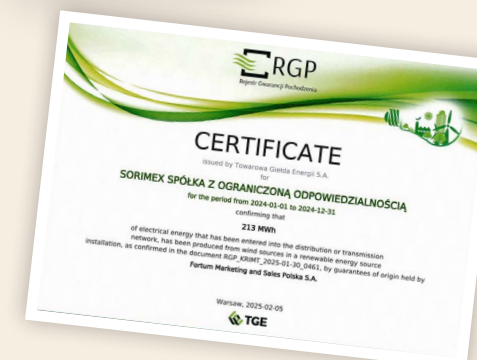 RGP
Rejestr Gwarancji Pochodzenia
CERTIFICATE
issued by Towarowa Giełda Energii S.A.
for
SORIMEX SPÓŁKA Z OGRANICZONĄ ODPOWIEDZIALNOŚCIĄ
for the period from 2024-01-01 to 2024-12-31
confirming that
213 MWh
of electrical energy that has been entered into the distribution or transmission
network, has been produced from wind sources in a renewable energy source
installation, as confirmed in the document RGP_KRIMT_2025-01-30_0461, by guarantees of origin held by
Fortum Marketing and Sales Polska S.A.
Warsaw, 2025-02-05
TGE